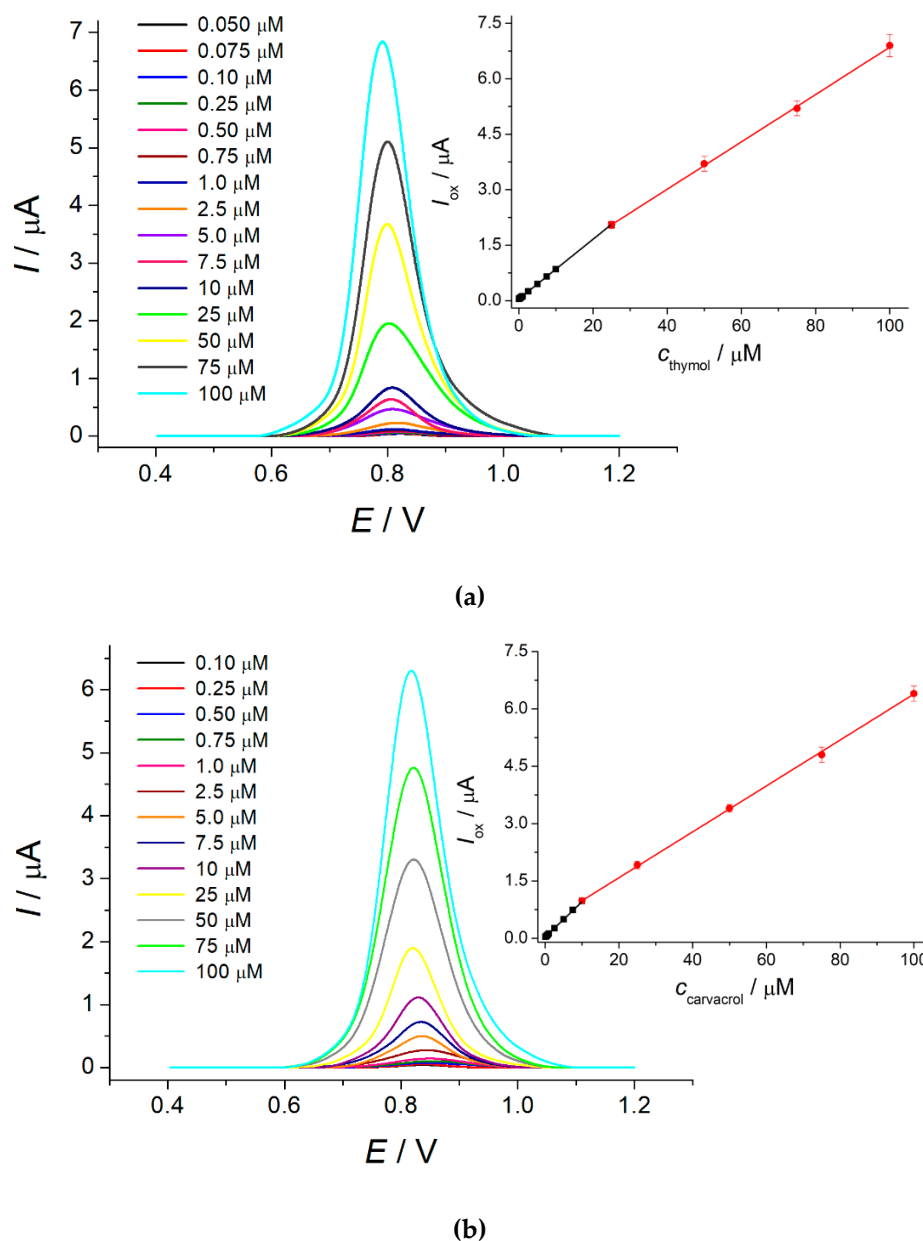 7
6
5
4
3
2
1
0
I / μA
0.050 μM
0.075 μM
0.10 μM
0.25 μM
0.50 μM
0.75 μM
1.0 μM
2.5 μM
5.0 μM
7.5 μM
10 μM
25 μM
50 μM
75 μM
100 μM
0.4 0.6 0.8 1.0 1.2
E / V
7.5
6.0
4.5
3.0
1.5
0.0
Iox / μA
0 20 40 60 80 100
cthymol / μM
(a)
6
5
4
3
2
1
0
I / μA
0.10 μM
0.25 μM
0.50 μM
0.75 μM
1.0 μM
2.5 μM
5.0 μM
7.5 μM
10 μM
25 μM
50 μM
75 μM
100 μM
0.4 0.6 0.8 1.0 1.2
E / V
7.5
6.0
4.5
3.0
1.5
0.0
Iox / μA
0 20 40 60 80 100
ccarvacrol / μM
(b)